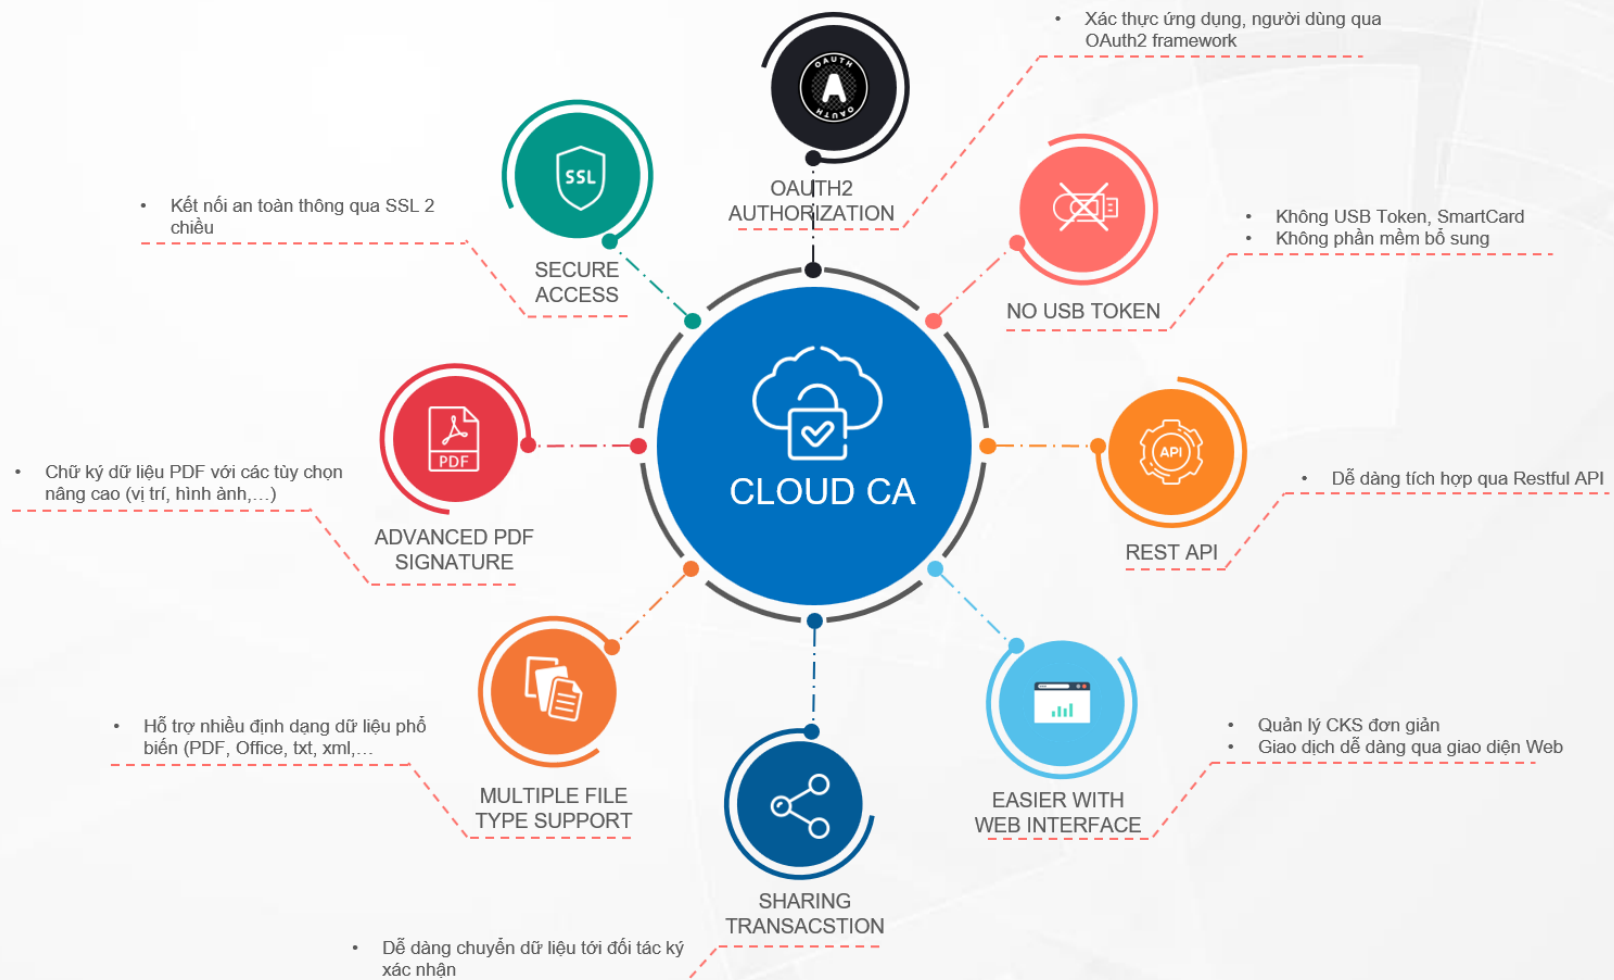 • Xác thực ứng dụng, người dùng qua
OAuth2 framework
OAUTH
A
OAUTH
OAUTH2
AUTHORIZATION
SSL
• Kết nối an toàn thông qua SSL 2
chiều
SECURE
ACCESS
• Không USB Token, SmartCard
• Không phần mềm bổ sung
NO USB TOKEN
CLOUD CA
PDF
• Chữ ký dữ liệu PDF với các tùy chọn
nâng cao (vị trí, hình ảnh,...)
ADVANCED PDF
SIGNATURE
API
• Dễ dàng tích hợp qua Restful API
REST API
• Hỗ trợ nhiều định dạng dữ liệu phổ
biến (PDF, Office, txt, xml,...
MULTIPLE FILE
TYPE SUPPORT
• Quản lý CKS đơn giản
• Giao dịch dễ dàng qua giao diện Web
EASIER WITH
WEB INTERFACE
SHARING
TRANSACSTION
• Dễ dàng chuyển dữ liệu tới đối tác ký
xác nhận